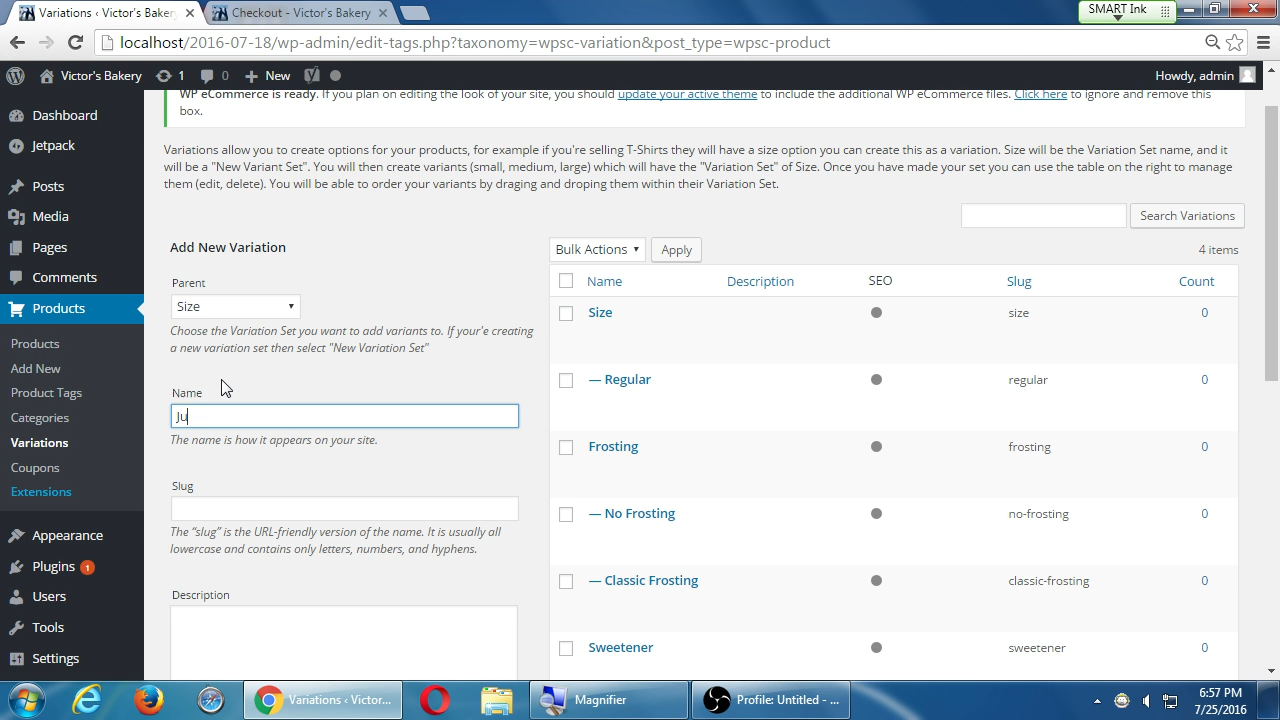 Variations ‹ Victor's Bakery
Checkout - Victor's Bakery
SMART Ink
localhost/2016-07-18/wp-admin/edit-tags.php?taxonomy=wpsc-variation&post_type=wpsc-product
Victor's Bakery
1
0
New
Howdy, admin
WP eCommerce is ready. If you plan on editing the look of your site, you should update your active theme to include the additional WP eCommerce files. Click here to ignore and remove this
box.
Variations allow you to create options for your products, for example if you're selling T-Shirts they will have a size option you can create this as a variation. Size will be the Variation Set name, and it
will be a "New Variant Set". You will then create variants (small, medium, large) which will have the "Variation Set" of Size. Once you have made your set you can use the table on the right to manage
them (edit, delete). You will be able to order your variants by draging and droping them within their Variation Set.
Search Variations
Dashboard
Jetpack
Posts
Media
Pages
Comments
Products
Products
Add New
Product Tags
Categories
Variations
Coupons
Extensions
Appearance
Plugins 1
Users
Tools
Settings
Add New Variation
Parent
Size
Choose the Variation Set you want to add variants to. If your'e creating
a new variation set then select "New Variation Set"
Name
Ju
The name is how it appears on your site.
Slug
The “slug” is the URL-friendly version of the name. It is usually all
lowercase and contains only letters, numbers, and hyphens.
Description
Bulk Actions
Apply
4 items
Name Description SEO Slug Count
Size size 0
— Regular regular 0
Frosting frosting 0
— No Frosting no-frosting 0
— Classic Frosting classic-frosting 0
Sweetener sweetener 0
Variations ‹ Victor...
Magnifier
Profile: Untitled - ...
6:57 PM
7/25/2016